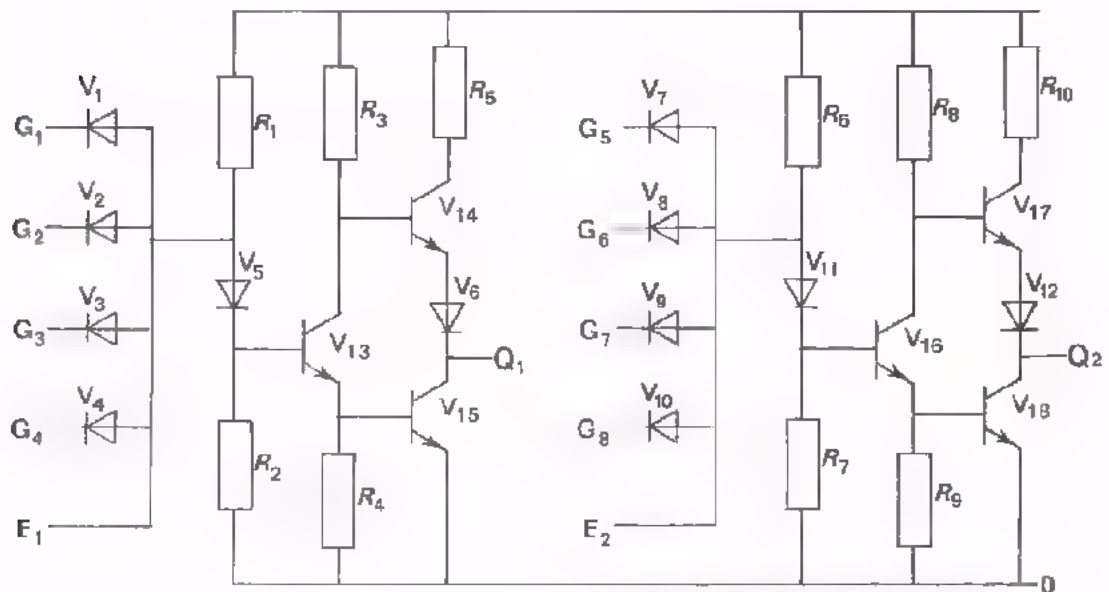 V1 R1 R3 R5 V7 R6 R8 R10
G1 G5
V2 V14 V8 V17
G2 G6
V5 V11
V3 V6 V9 V12
G3 V13 Q1 G7 V16 Q2
V4 V15 V10 V18
G4 R2 R4 G8 R7 R9
E1 E2
0